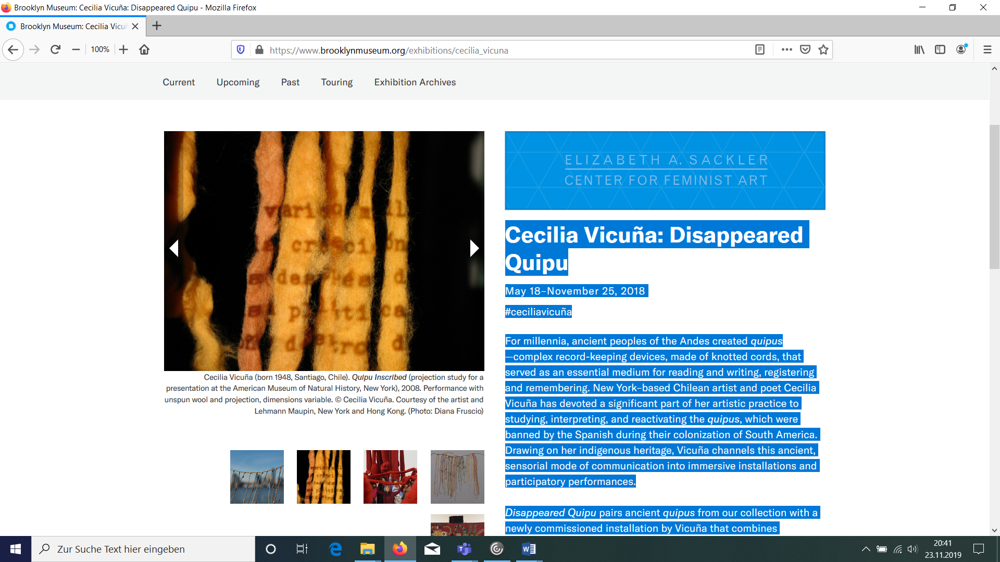 Brooklyn Museum: Cecilia Vicuña: Disappeared Quipu - Mozilla Firefox
Brooklyn Museum: Cecilia Vicuñ
100%
https://www.brooklynmuseum.org/exhibitions/cecilia_vicuna
Current Upcoming Past Touring Exhibition Archives
la creación
después d
política
dentro d
Cecilia Vicuña (born 1948, Santiago, Chile). Quipu Inscribed (projection study for a
presentation at the American Museum of Natural History, New York), 2008. Performance with
unspun wool and projection, dimensions variable. © Cecilia Vicuña. Courtesy of the artist and
Lehmann Maupin, New York and Hong Kong. (Photo: Diana Fruscio)
ELIZABETH A. SACKLER
CENTER FOR FEMINIST ART
Cecilia Vicuña: Disappeared
Quipu
May 18–November 25, 2018
#ceciliavicuña
For millennia, ancient peoples of the Andes created quipus
—complex record-keeping devices, made of knotted cords, that
served as an essential medium for reading and writing, registering
and remembering. New York–based Chilean artist and poet Cecilia
Vicuña has devoted a significant part of her artistic practice to
studying, interpreting, and reactivating the quipus, which were
banned by the Spanish during their colonization of South America.
Drawing on her indigenous heritage, Vicuña channels this ancient,
sensorial mode of communication into immersive installations and
participatory performances.
Disappeared Quipu pairs ancient quipus from our collection with a
newly commissioned installation by Vicuña that combines
Zur Suche Text hier eingeben
20:41
23.11.2019